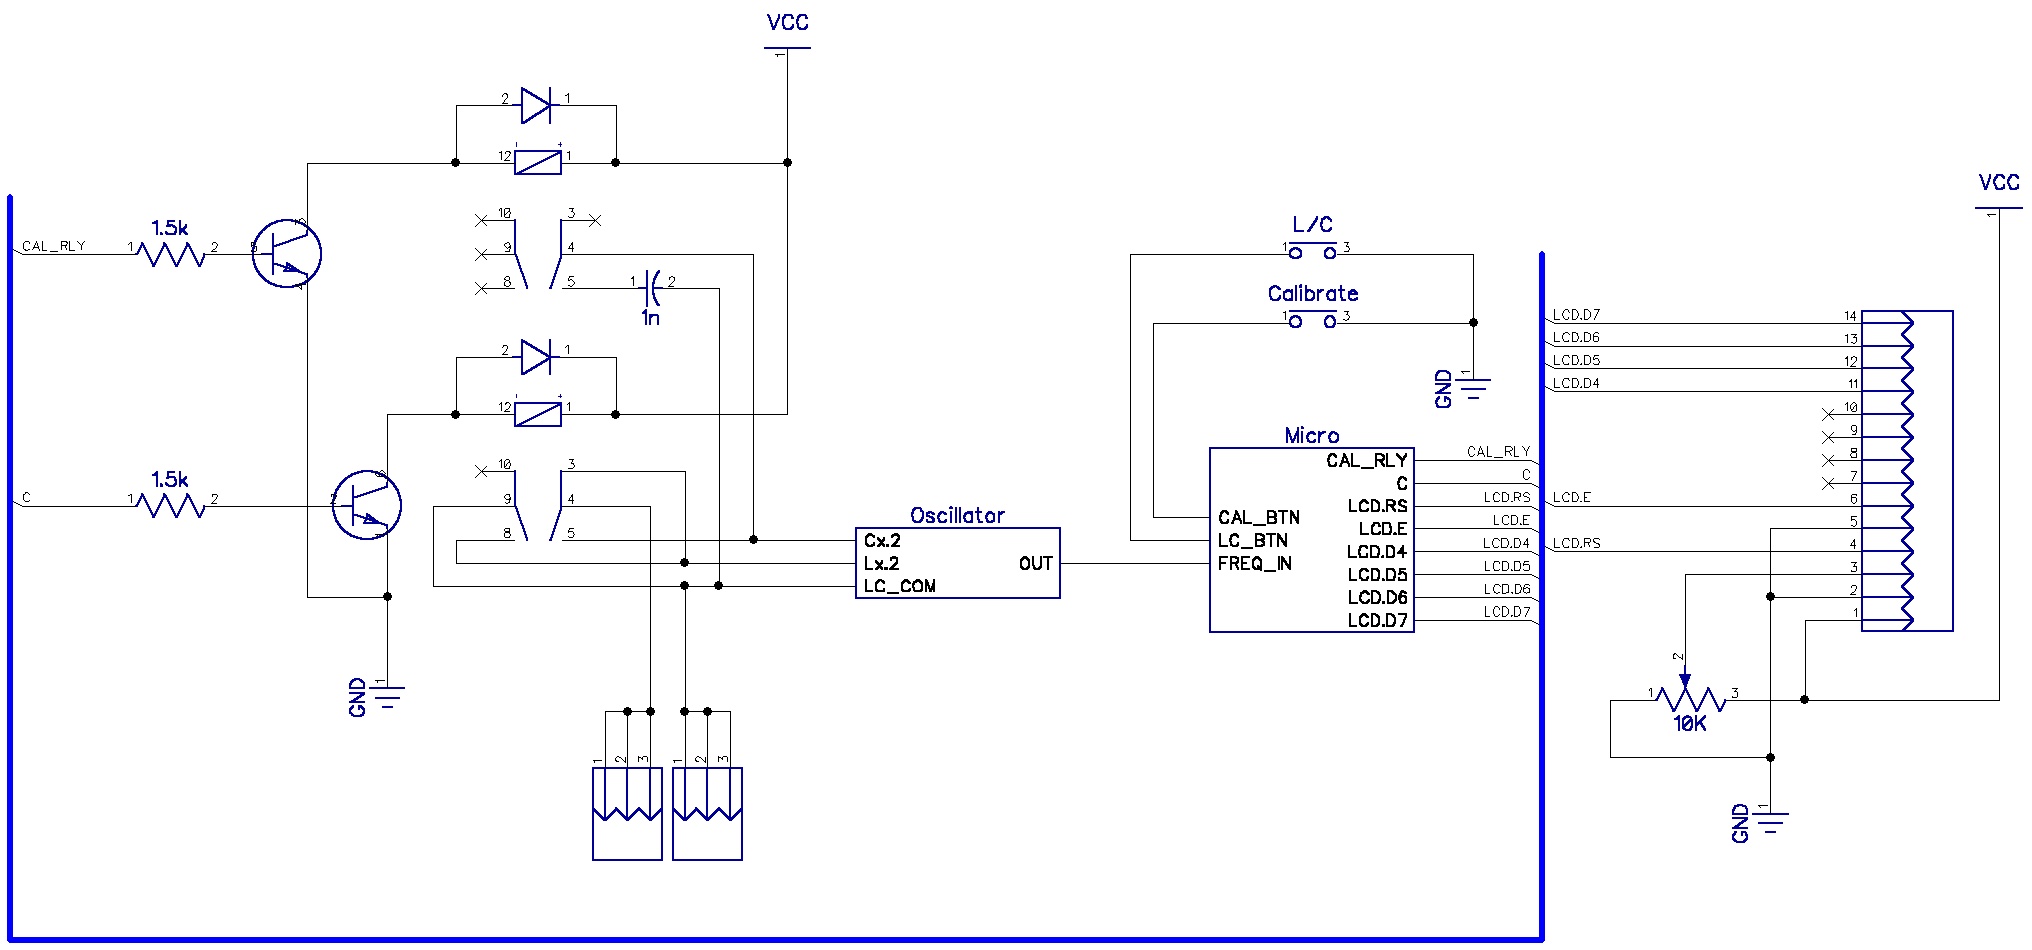 VCC
1
2 1
12 - + 1
10 3
9 4
8 5
1 2
1n
CAL_RLY 1 1.5k 2
2 1
12 - + 1
10 3
9 4
8 5
C 1 1.5k 2 2
GND 1
1 2 3
1 2 3
Oscillator
Cx.2
Lx.2
LC_COM
OUT
L/C
1 3
Calibrate
1 3
GND 1
Micro
CAL_BTN
LC_BTN
FREQ_IN
CAL_RLY
C
LCD.RS
LCD.E
LCD.D4
LCD.D5
LCD.D6
LCD.D7
CAL_RLY
C
LCD.RS
LCD.E
LCD.D4
LCD.D5
LCD.D6
LCD.D7
VCC
1
LCD.D7 14
LCD.D6 13
LCD.D5 12
LCD.D4 11
10
9
8
7
LCD.E 6
5
LCD.RS 4
3
2
1
2
1 3
10K
GND 1